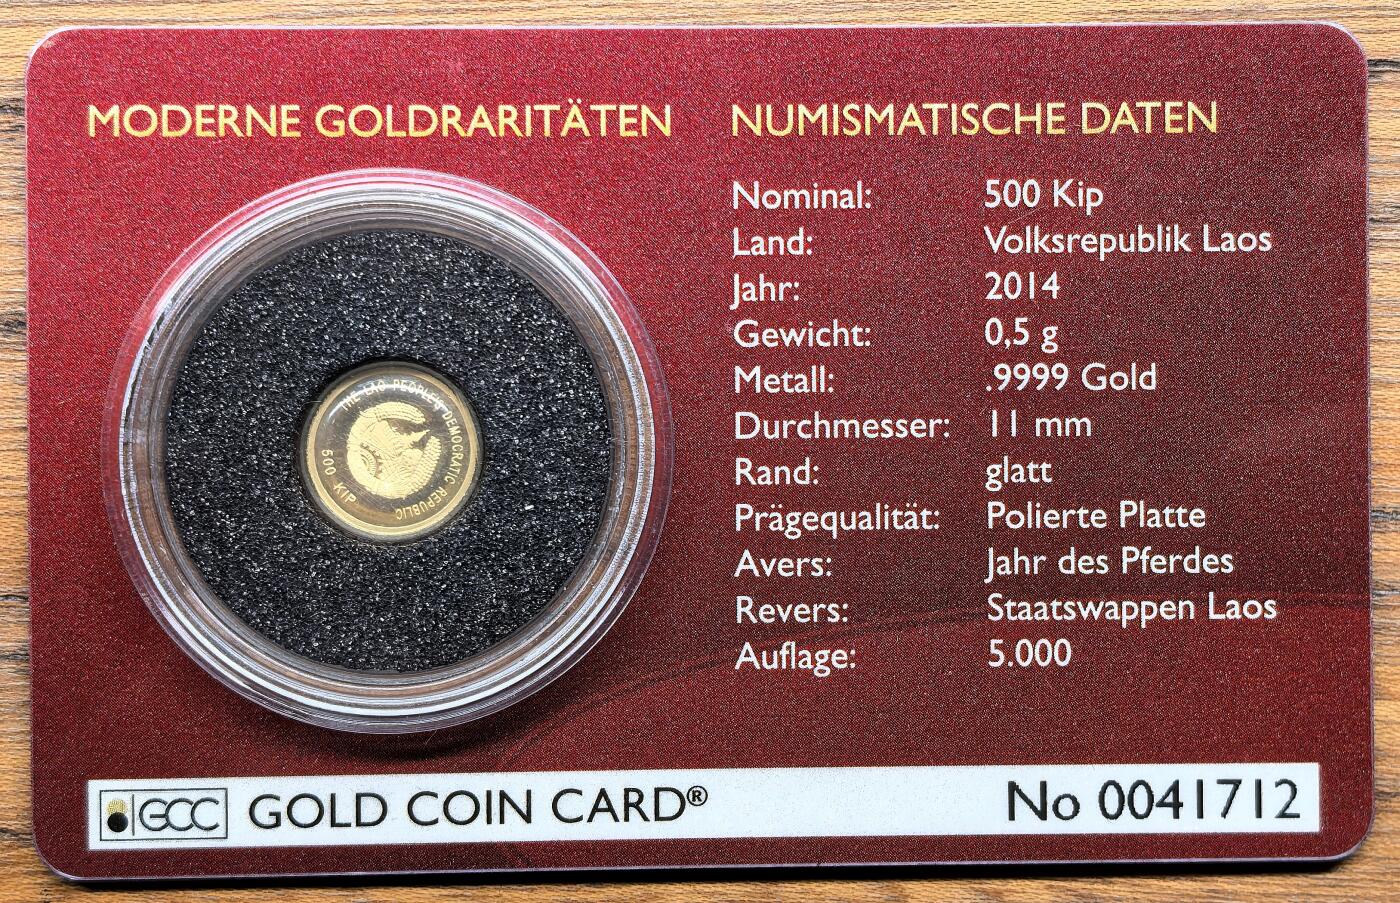 MODERNE GOLDRARITÄTEN
THE LAO PEOPLE'S DEMOCRATIC REPUBLIC
500 KIP
NUMISMATISCHE DATEN
Nominal: 500 Kip
Land: Volksrepublik Laos
Jahr: 2014
Gewicht: 0,5 g
Metall: .9999 Gold
Durchmesser: 11 mm
Rand: glatt
Prägequalität: Polierte Platte
Avers: Jahr des Pferdes
Revers: Staatswappen Laos
Auflage: 5.000
GCC GOLD COIN CARD® No 0041712